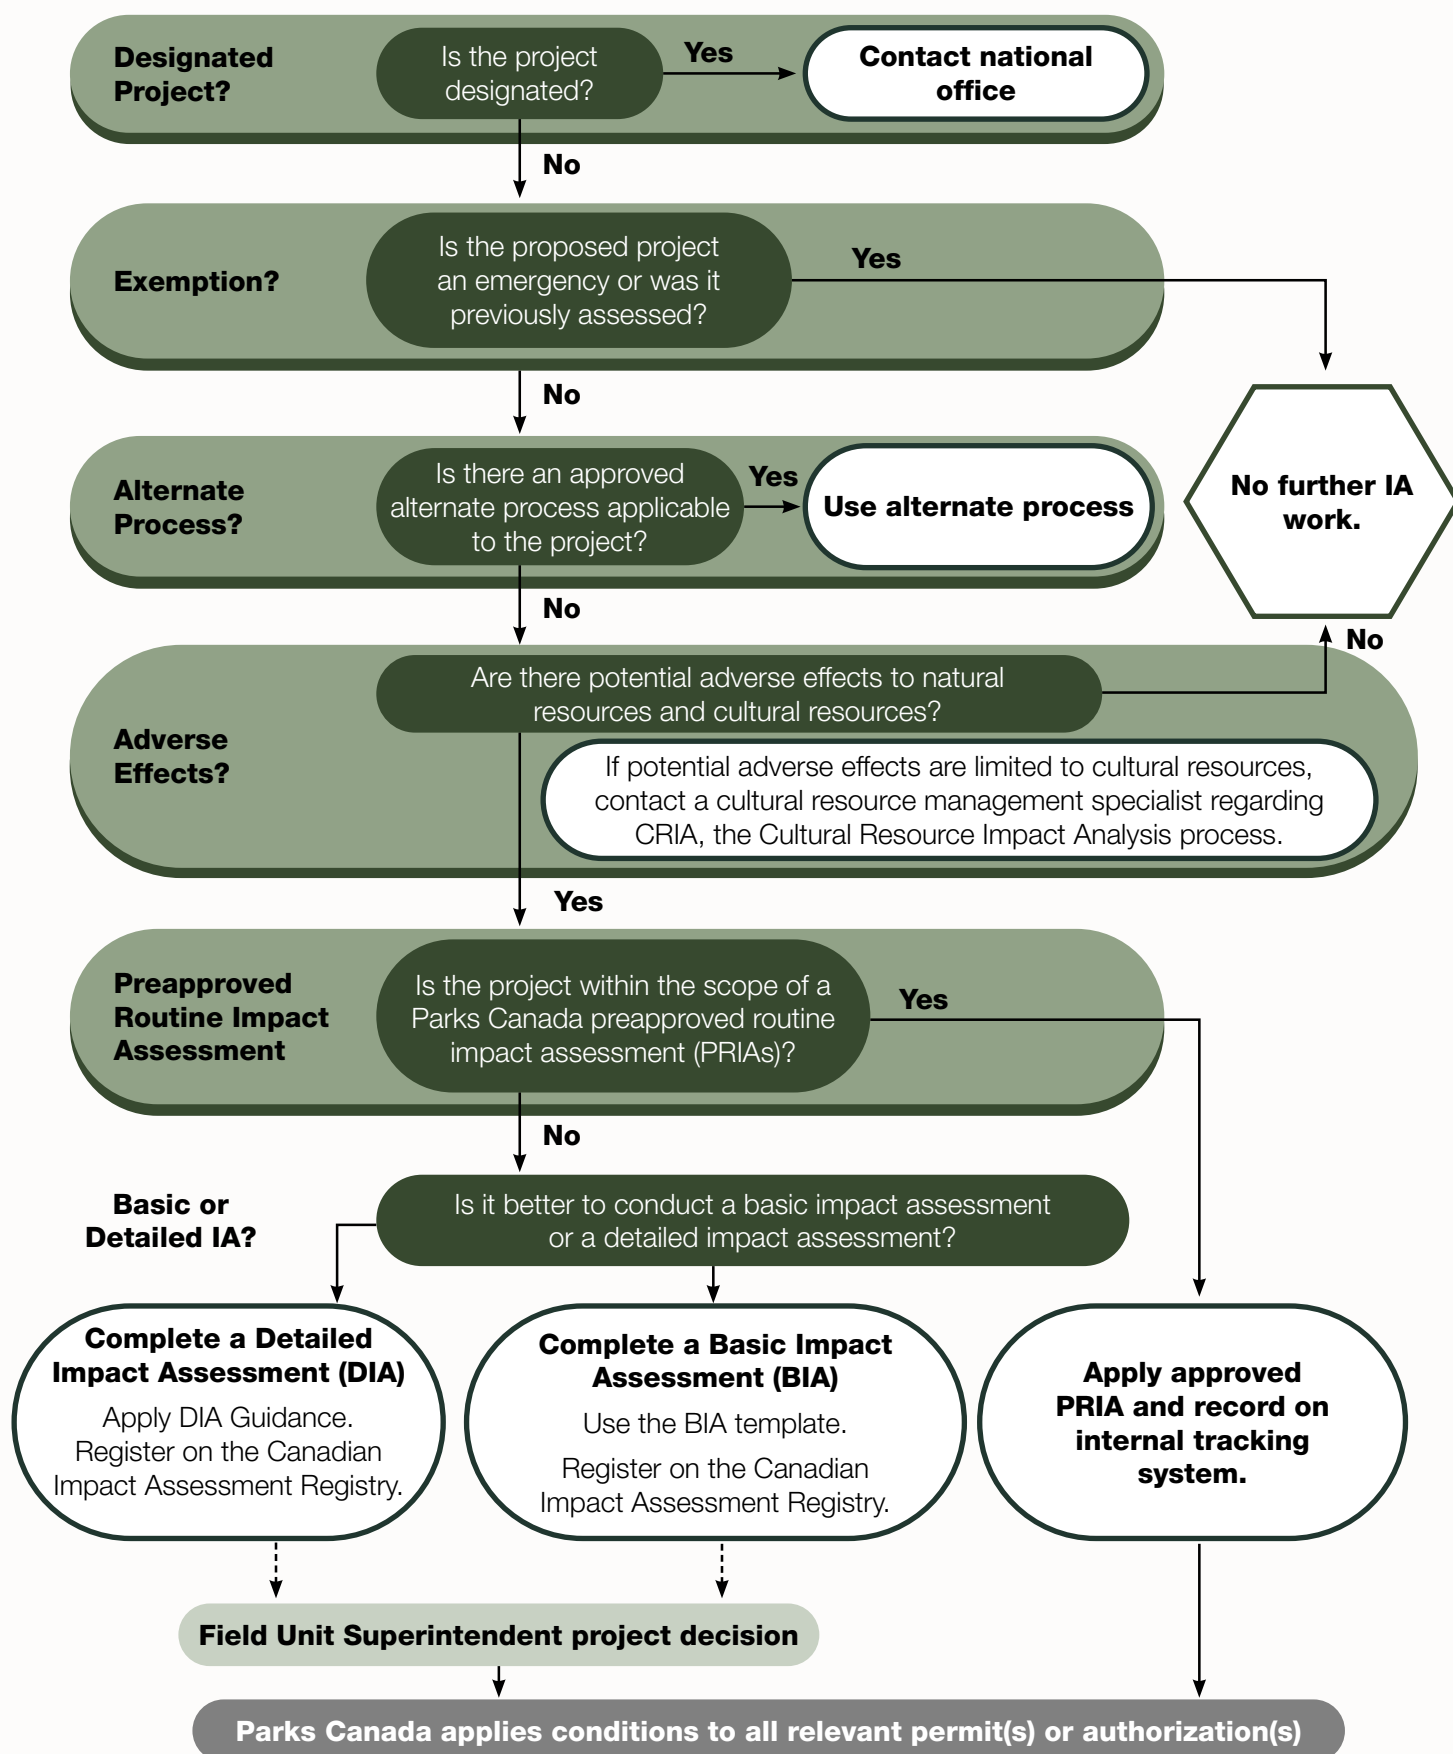 Designated
Project?
Is the project
designated?
Yes
Contact national
office
No
Exemption?
Is the proposed project
an emergency or was it
previously assessed?
Yes
No
Alternate
Process?
Is there an approved
alternate process applicable
to the project?
Yes
Use alternate process
No further IA
work.
No
No
Adverse
Effects?
Are there potential adverse effects to natural
resources and cultural resources?
If potential adverse effects are limited to cultural resources,
contact a cultural resource management specialist regarding
CRIA, the Cultural Resource Impact Analysis process.
Yes
Preapproved
Routine Impact
Assessment
Is the project within the scope of a
Parks Canada preapproved routine
impact assessment (PRIAs)?
Yes
No
Basic or
Detailed IA?
Is it better to conduct a basic impact assessment
or a detailed impact assessment?
Complete a Detailed
Impact Assessment (DIA)
Apply DIA Guidance.
Register on the Canadian
Impact Assessment Registry.
Complete a Basic Impact
Assessment (BIA)
Use the BIA template.
Register on the Canadian
Impact Assessment Registry.
Apply approved
PRIA and record on
internal tracking
system.
Field Unit Superintendent project decision
Parks Canada applies conditions to all relevant permit(s) or authorization(s)